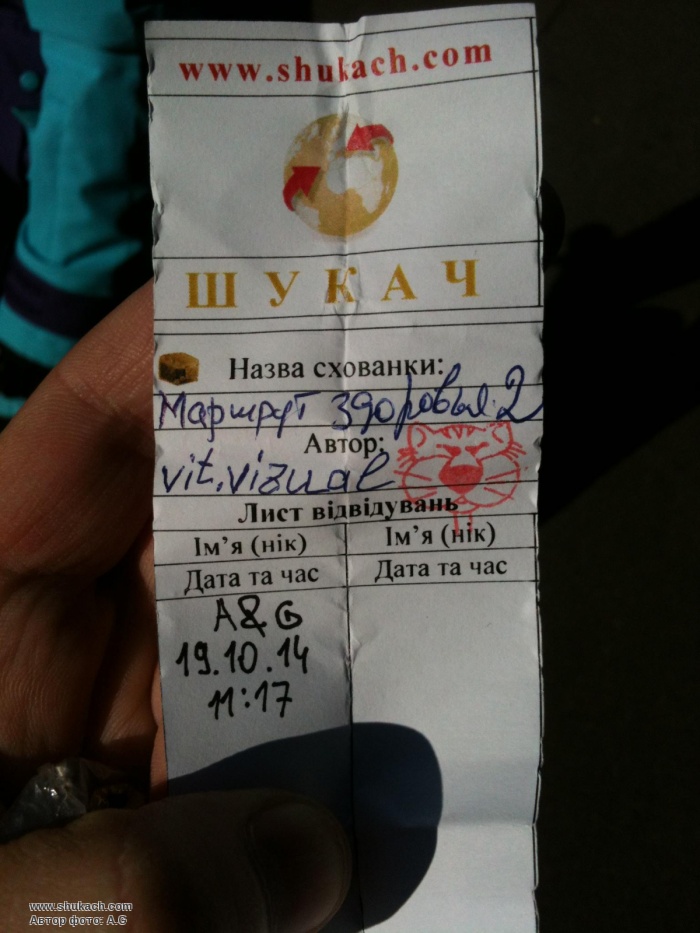 www.shukach.com
ШУКАЧ
Назва схованки:
Маршрут здоровья. 2
Автор:
vit.vizual
Лист відвідувань
Ім'я (нік) Ім'я (нік)
Дата та час Дата та час
A&G
19.10.14
11:17
www.shukach.com
Автор фото: A.G